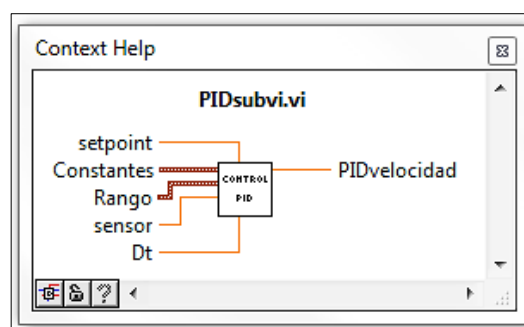 Context Help
PIDsubvi.vi
setpoint
Constantes
Rango
sensor
Dt
CONTROL
PID
PIDvelocidad
?